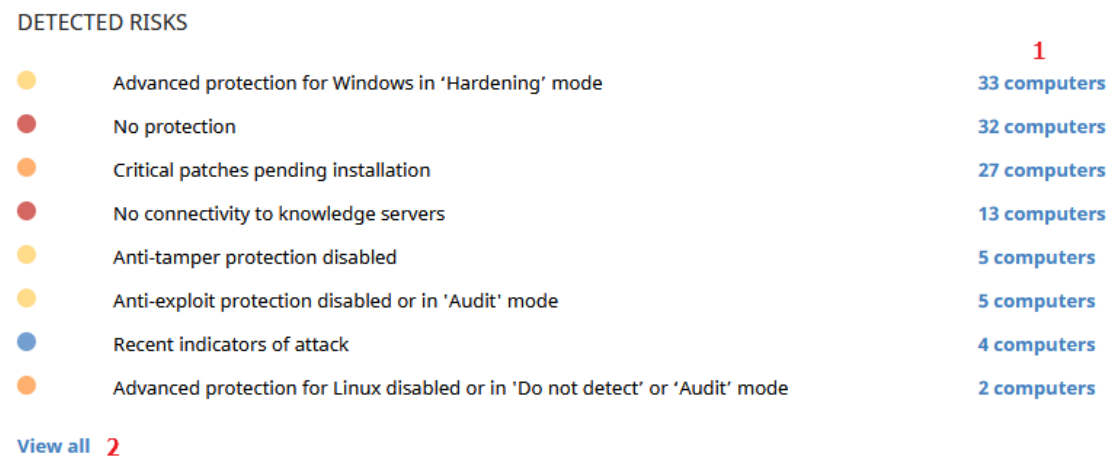 DETECTED RISKS
1
Advanced protection for Windows in ‘Hardening’ mode 33 computers
No protection 32 computers
Critical patches pending installation 27 computers
No connectivity to knowledge servers 13 computers
Anti-tamper protection disabled 5 computers
Anti-exploit protection disabled or in 'Audit' mode 5 computers
Recent indicators of attack 4 computers
Advanced protection for Linux disabled or in 'Do not detect’ or ‘Audit’ mode 2 computers
View all 2